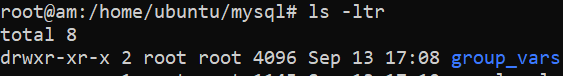 root@am:/home/ubuntu/mysql# ls -ltr
total 8
drwxr-xr-x 2 root root 4096 Sep 13 17:08 group_vars